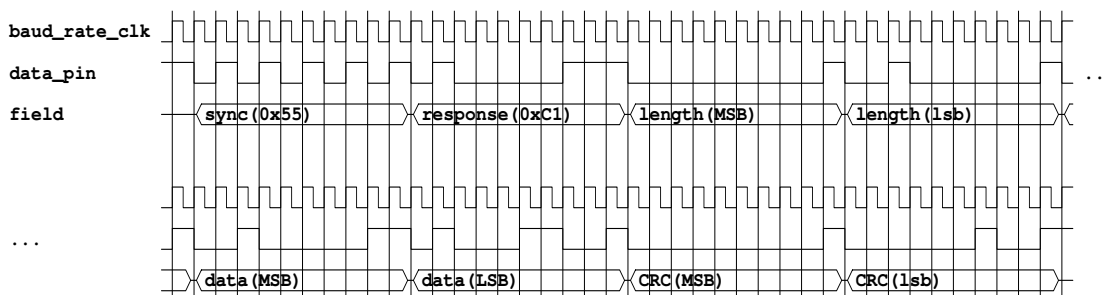 baud_rate_clk
data_pin ..
field sync(0x55) response(0xC1) length(MSB) length(lsb)
...
data(MSB) data(LSB) CRC(MSB) CRC(lsb)